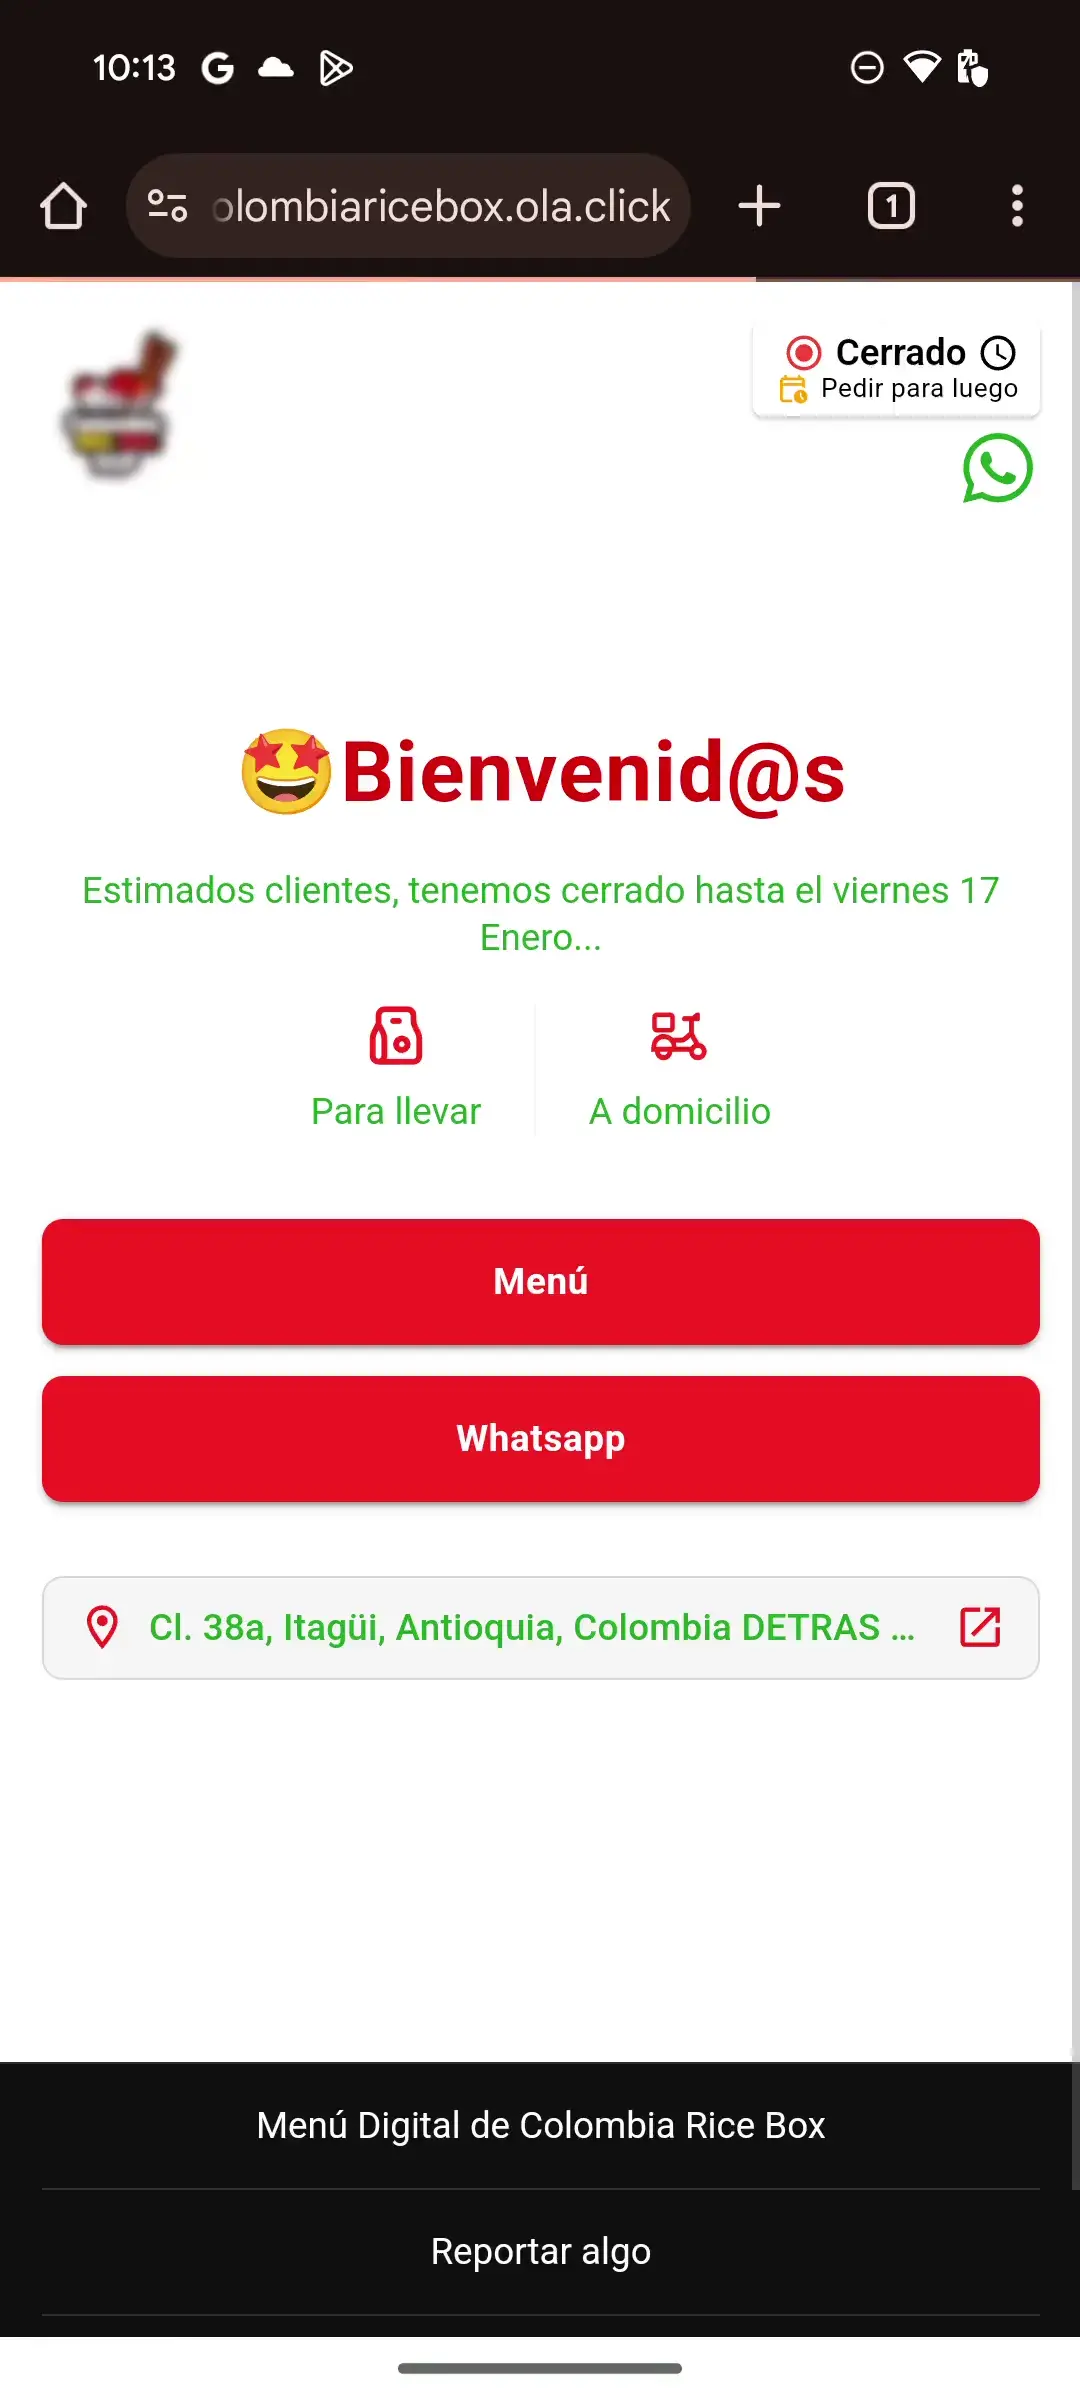 10:13
olombiaricebox.ola.click
1
Cerrado
Pedir para luego
Bienvenid@s
Estimados clientes, tenemos cerrado hasta el viernes 17
Enero...
Para llevar
A domicilio
Menú
Whatsapp
Cl. 38a, Itagüi, Antioquia, Colombia DETRAS ...
Menú Digital de Colombia Rice Box
Reportar algo